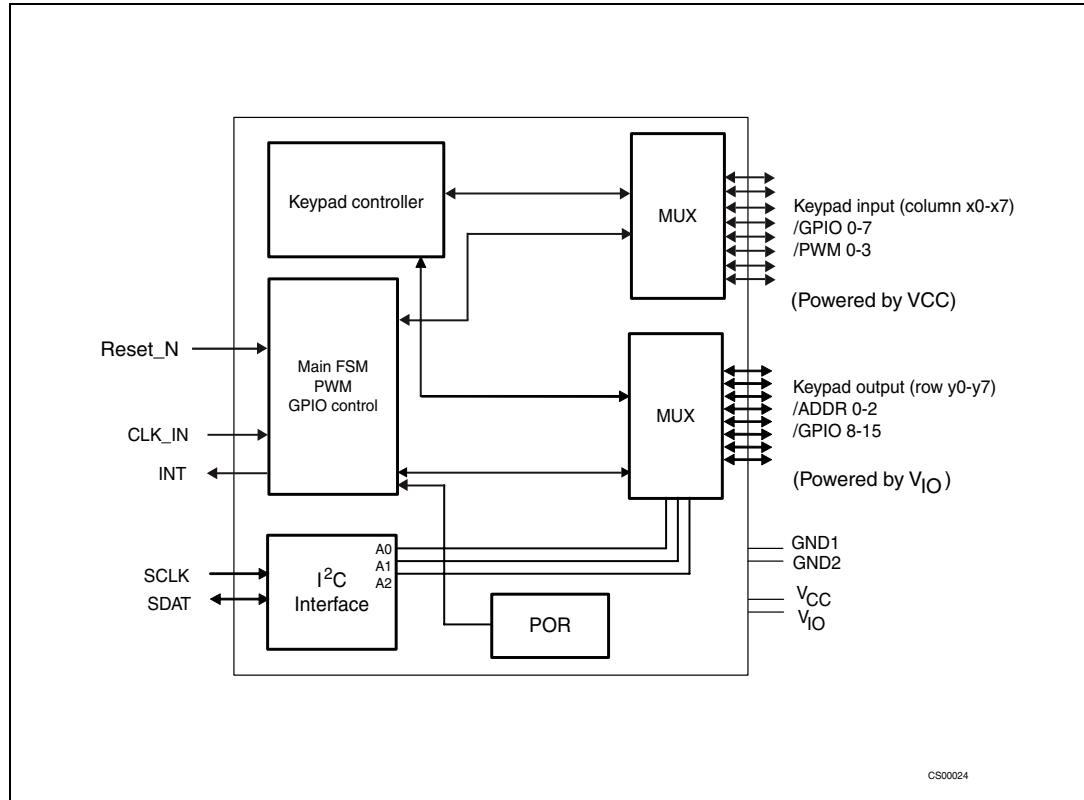 Keypad controller
MUX
Keypad input (column x0-x7)
/GPIO 0-7
/PWM 0-3
(Powered by VCC)
Reset_N
CLK_IN
INT
Main FSM
PWM
GPIO control
MUX
Keypad output (row y0-y7)
/ADDR 0-2
/GPIO 8-15
(Powered by VIO)
SCLK
SDAT
I2C
Interface
A0
A1
A2
POR
GND1
GND2
VCC
VIO
CS00024